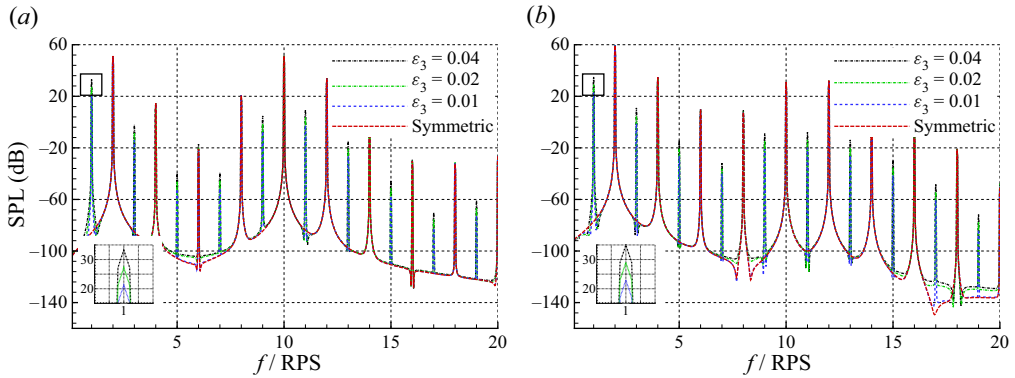 (a)
(b)
60
20
−20
−60
−100
−140
SPL (dB)
ε3 = 0.04
ε3 = 0.02
ε3 = 0.01
Symmetric
30
20
1
5
10
15
20
f / RPS
60
20
−20
−60
−100
−140
ε3 = 0.04
ε3 = 0.02
ε3 = 0.01
Symmetric
30
20
1
5
10
15
20
f / RPS